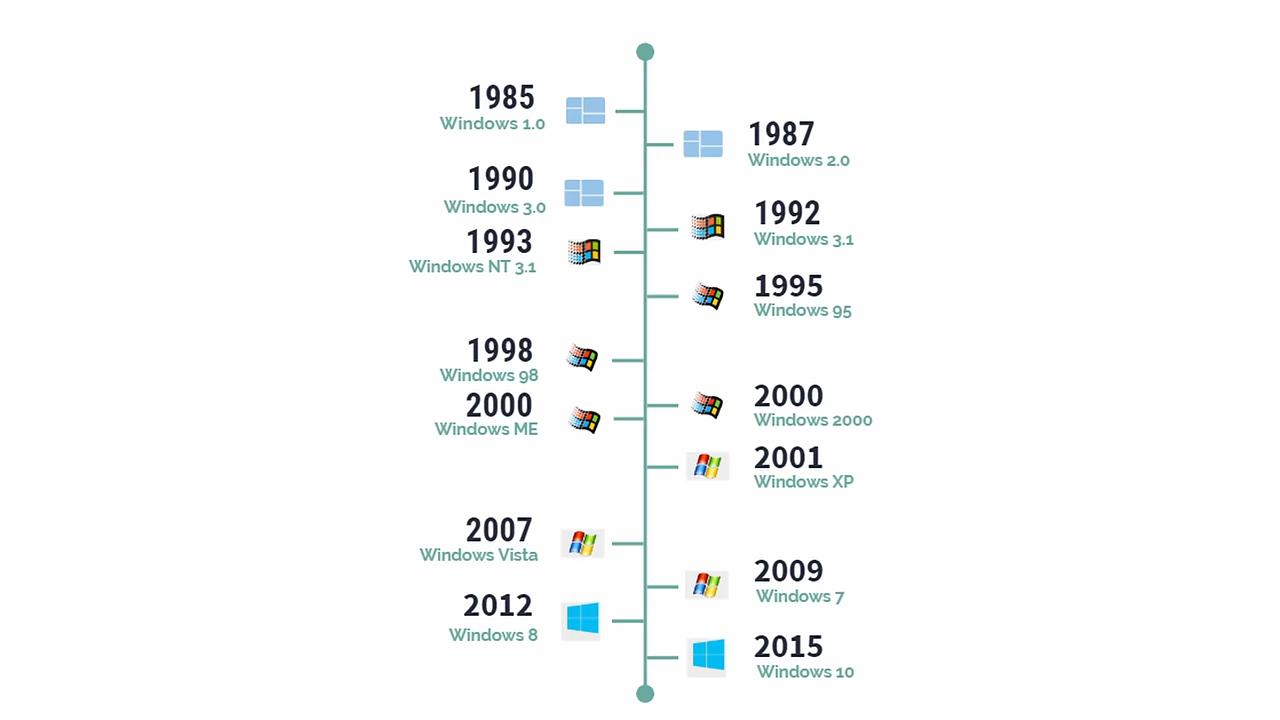 1985
Windows 1.0
1987
Windows 2.0
1990
Windows 3.0
1992
Windows 3.1
1993
Windows NT 3.1
1995
Windows 95
1998
Windows 98
2000
Windows 2000
2000
Windows ME
2001
Windows XP
2007
Windows Vista
2009
Windows 7
2012
Windows 8
2015
Windows 10